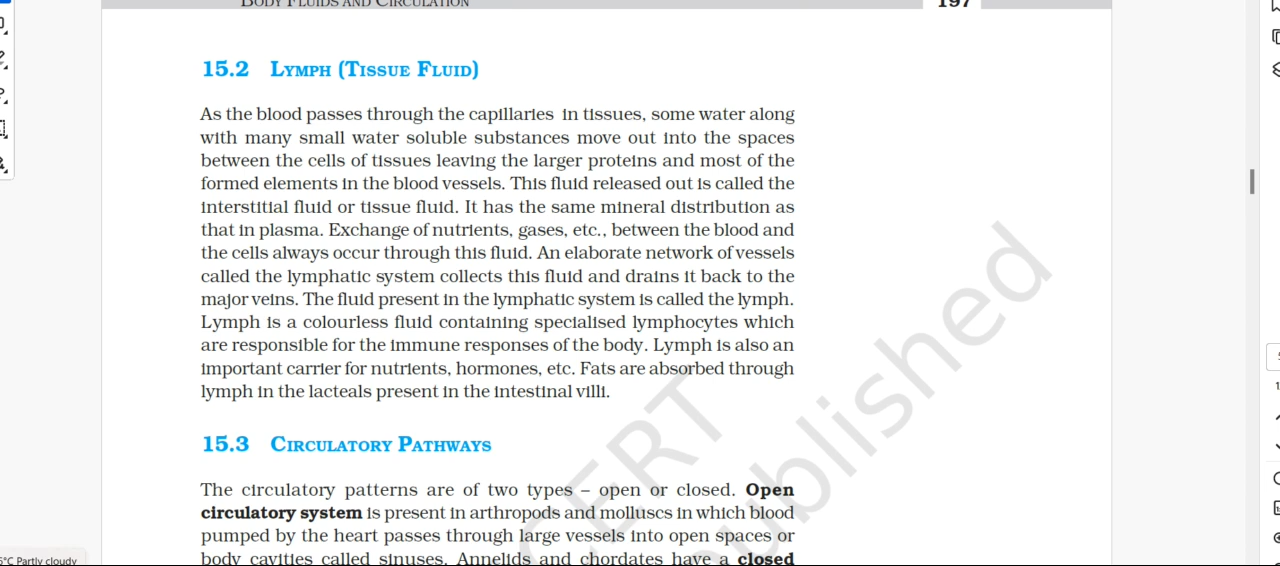 BODY FLUIDS AND CIRCULATION
197
15.2 LYMPH (TISSUE FLUID)
As the blood passes through the capillaries in tissues, some water along
with many small water soluble substances move out into the spaces
between the cells of tissues leaving the larger proteins and most of the
formed elements in the blood vessels. This fluid released out is called the
interstitial fluid or tissue fluid. It has the same mineral distribution as
that in plasma. Exchange of nutrients, gases, etc., between the blood and
the cells always occur through this fluid. An elaborate network of vessels
called the lymphatic system collects this fluid and drains it back to the
major veins. The fluid present in the lymphatic system is called the lymph.
Lymph is a colourless fluid containing specialised lymphocytes which
are responsible for the immune responses of the body. Lymph is also an
important carrier for nutrients, hormones, etc. Fats are absorbed through
lymph in the lacteals present in the intestinal villi.
15.3 CIRCULATORY PATHWAYS
The circulatory patterns are of two types – open or closed. Open
circulatory system is present in arthropods and molluscs in which blood
pumped by the heart passes through large vessels into open spaces or
body cavities called sinuses. Annelids and chordates have a closed
CERT
published
°C Partly cloudy